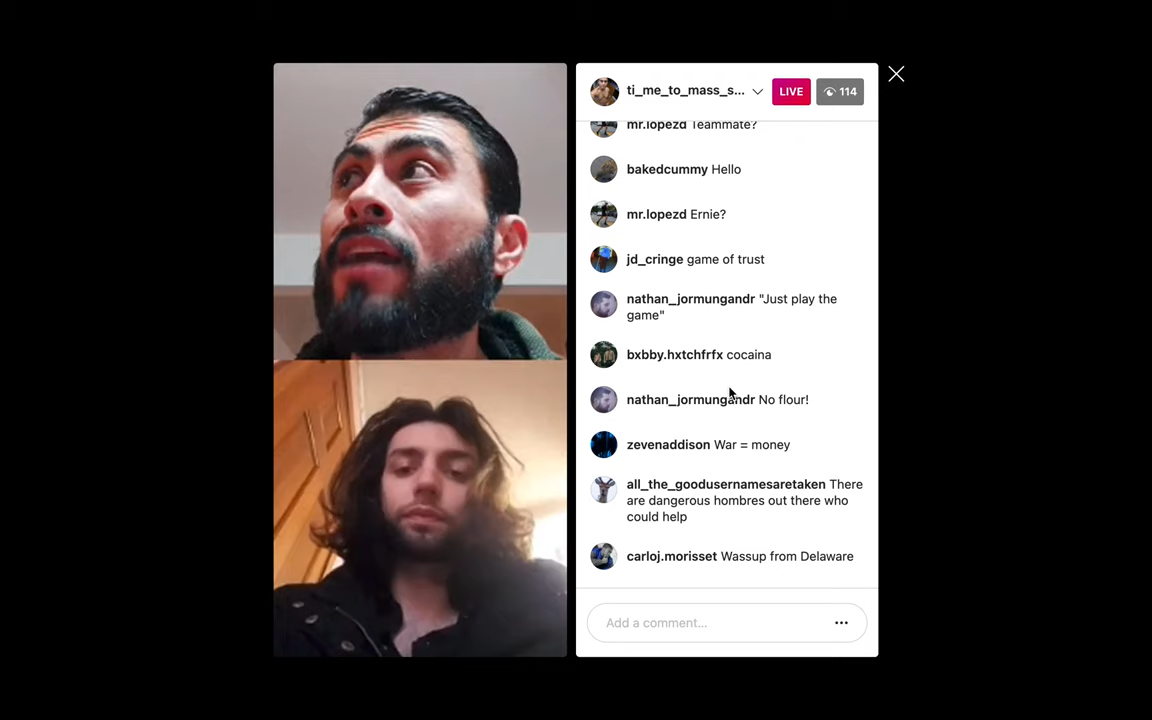 ti_me_to_mass_s... LIVE 114
mr.lopezd Teammate?
bakedcummy Hello
mr.lopezd Ernie?
jd_cringe game of trust
nathan_jormungandr "Just play the
game"
bxbby.hxtchfrfx cocaina
nathan_jormungandr No flour!
zevenaddison War = money
all_the_goodusernamesaretaken There
are dangerous hombres out there who
could help
carloj.morisset Wassup from Delaware
Add a comment...